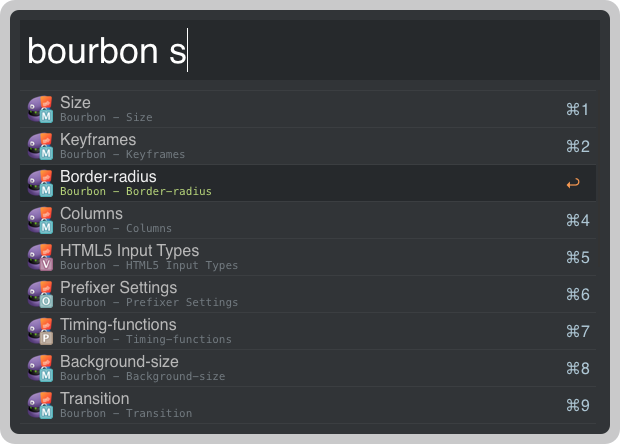 bourbon s
Size
Bourbon – Size
M
⌘1
Keyframes
Bourbon – Keyframes
M
⌘2
Border-radius
Bourbon – Border-radius
M
↩
Columns
Bourbon – Columns
M
⌘4
HTML5 Input Types
Bourbon – HTML5 Input Types
V
⌘5
Prefixer Settings
Bourbon – Prefixer Settings
O
⌘6
Timing-functions
Bourbon – Timing-functions
P
⌘7
Background-size
Bourbon – Background-size
M
⌘8
Transition
Bourbon – Transition
M
⌘9